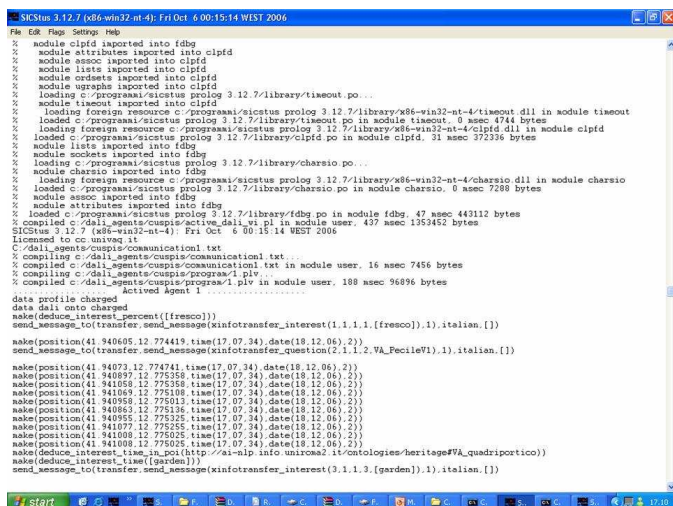 SICStus 3.12.7 (x86-win32-nt-4): Fri Oct 6 00:15:14 WEST 2006
File Edit Flags Settings Help
% module clpfd imported into fdbg
% module attributes imported into clpfd
% module assoc imported into clpfd
% module lists imported into clpfd
% module ordsets imported into clpfd
% module ugraphs imported into clpfd
% loading c:/programmi/sicstus prolog 3.12.7/library/timeout.po...
% module timeout imported into clpfd
% loading foreign resource c:/programmi/sicstus prolog 3.12.7/library/x86-win32-nt-4/timeout.dll in module timeout
% loaded c:/programmi/sicstus prolog 3.12.7/library/timeout.po in module timeout, 0 msec 4744 bytes
% loading foreign resource c:/programmi/sicstus prolog 3.12.7/library/x86-win32-nt-4/clpfd.dll in module clpfd
% loaded c:/programmi/sicstus prolog 3.12.7/library/clpfd.po in module clpfd, 31 msec 372336 bytes
% module lists imported into fdbg
% module sockets imported into fdbg
% loading c:/programmi/sicstus prolog 3.12.7/library/charsio.po...
% module charsio imported into fdbg
% loading foreign resource c:/programmi/sicstus prolog 3.12.7/library/x86-win32-nt-4/charsio.dll in module charsio
% loaded c:/programmi/sicstus prolog 3.12.7/library/charsio.po in module charsio, 0 msec 7288 bytes
% module assoc imported into fdbg
% module attributes imported into fdbg
% loaded c:/programmi/sicstus prolog 3.12.7/library/fdbg.po in module fdbg, 47 msec 443112 bytes
% compiled c:/dali_agents/cuspis/active_dali_wi.pl in module user, 437 msec 1353452 bytes
SICStus 3.12.7 (x86-win32-nt-4): Fri Oct 6 00:15:14 WEST 2006
Licensed to cc.univaq.it
C:/dali_agents/cuspis/communication1.txt
% compiling c:/dali_agents/cuspis/communication1.txt...
% compiled c:/dali_agents/cuspis/communication1.txt in module user, 16 msec 7456 bytes
% compiling c:/dali_agents/cuspis/program/1.plv...
% compiled c:/dali_agents/cuspis/program/1.plv in module user, 188 msec 96896 bytes
.................. Actived Agent 1 ...................
data profile charged
data dali onto charged
make(deduce_interest_percent([fresco]))
send_message_to(transfer,send_message(xinfotransfer_interest(1,1,1,1,[fresco]),1),italian,[])
make(position(41.940605,12.774419,time(17,07,34),date(18,12,06),2))
send_message_to(transfer,send_message(xinfotransfer_question(2,1,1,2,VA_PecileV1),1),italian,[])
make(position(41.94073,12.774741,time(17,07,34),date(18,12,06),2))
make(position(41.940897,12.775358,time(17,07,34),date(18,12,06),2))
make(position(41.941058,12.775358,time(17,07,34),date(18,12,06),2))
make(position(41.941069,12.775108,time(17,07,34),date(18,12,06),2))
make(position(41.940958,12.775013,time(17,07,34),date(18,12,06),2))
make(position(41.940863,12.775136,time(17,07,34),date(18,12,06),2))
make(position(41.940955,12.775325,time(17,07,34),date(18,12,06),2))
make(position(41.941077,12.775255,time(17,07,34),date(18,12,06),2))
make(position(41.941008,12.775025,time(17,07,34),date(18,12,06),2))
make(position(41.941008,12.775025,time(17,07,34),date(18,12,06),2))
make(deduce_interest_time_in_poi(http://ai-nlp.info.uniroma2.it/ontologies/heritage#VA_quadriportico))
make(deduce_interest_time([garden]))
send_message_to(transfer,send_message(xinfotransfer_interest(3,1,1,3,[garden]),1),italian,[])
start S. F. D. R. C. D. F. M. C. C. S.. C. S.. 17.10